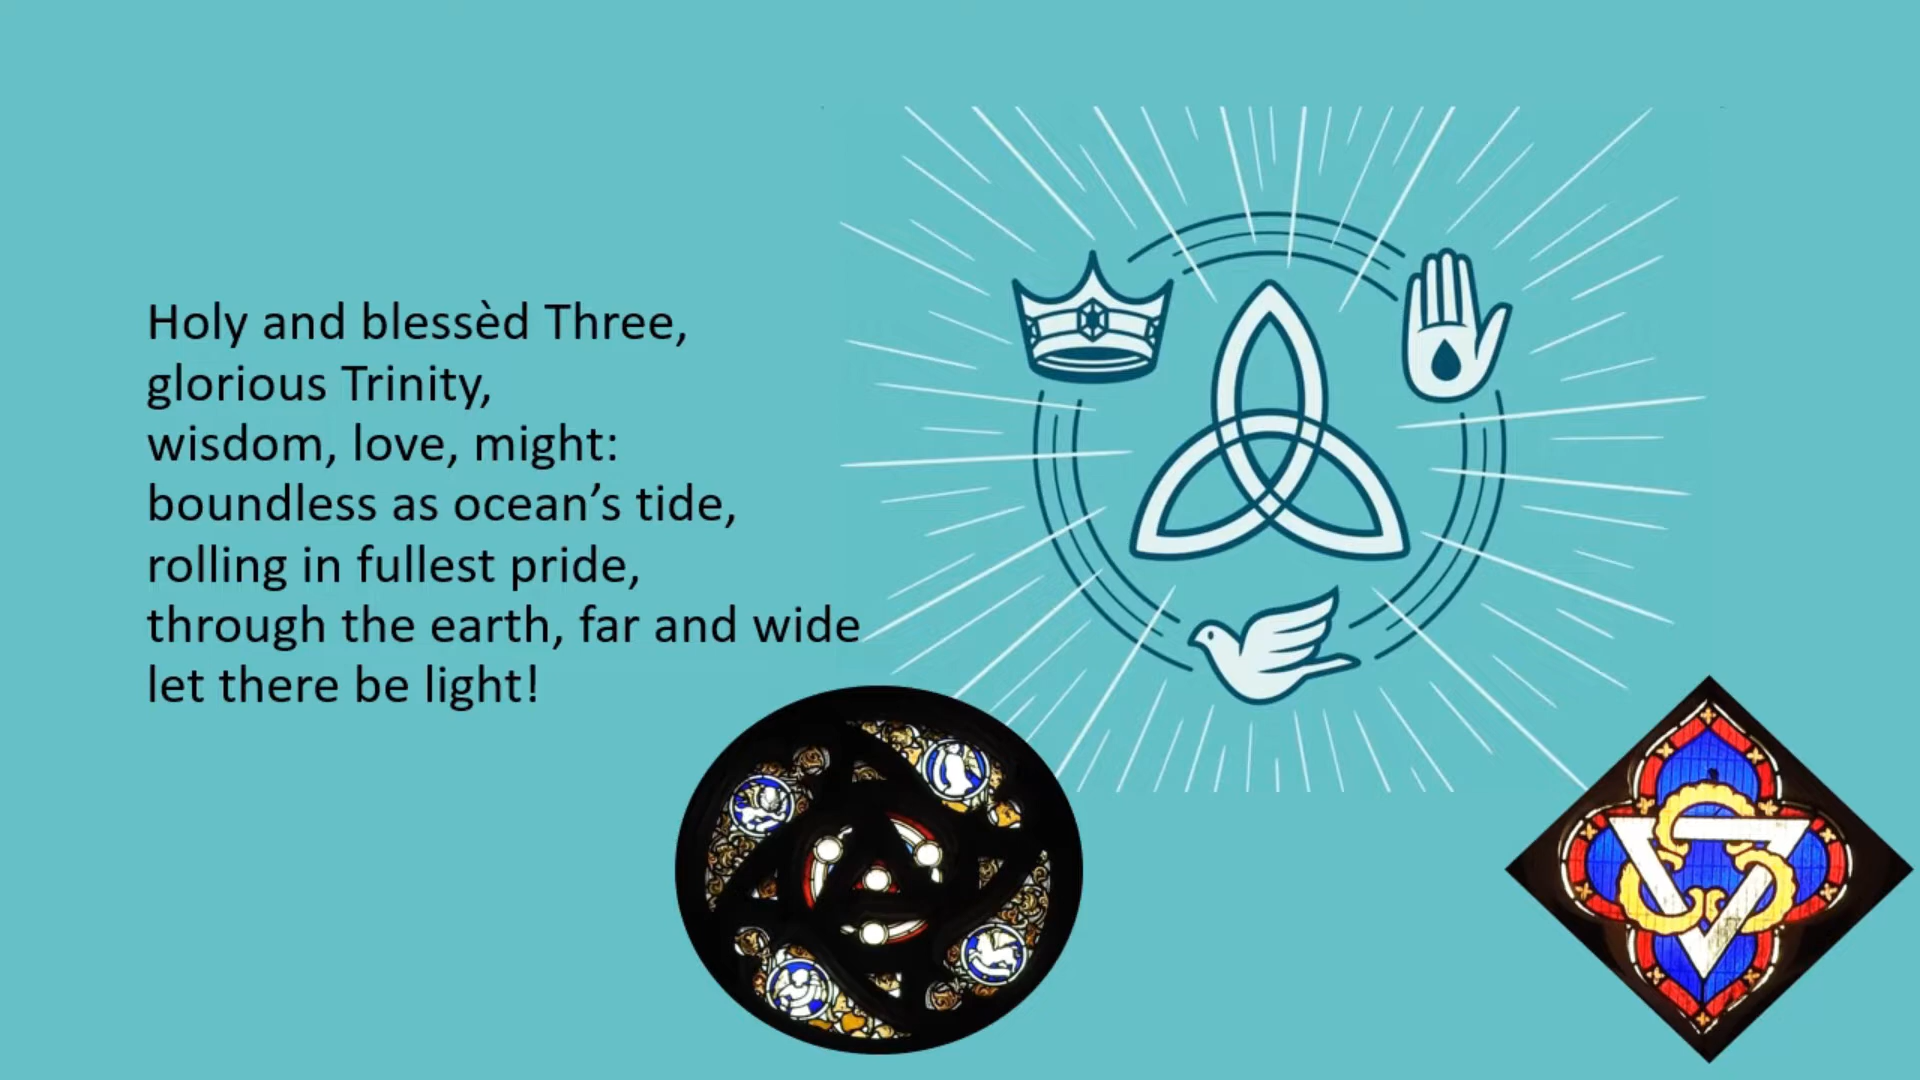 Holy and blessèd Three,
glorious Trinity,
wisdom, love, might:
boundless as ocean’s tide,
rolling in fullest pride,
through the earth, far and wide
let there be light!